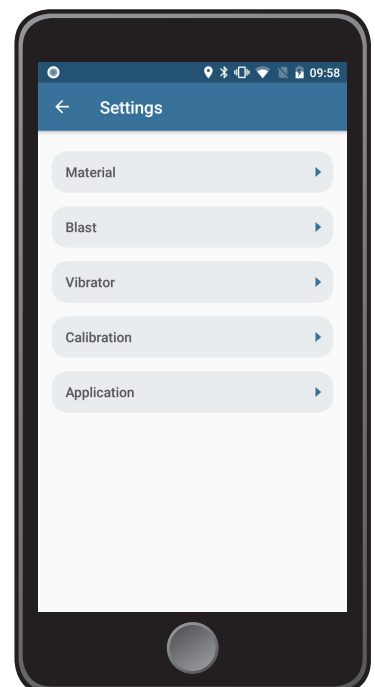 09:58
Settings
Material
Blast
Vibrator
Calibration
Application